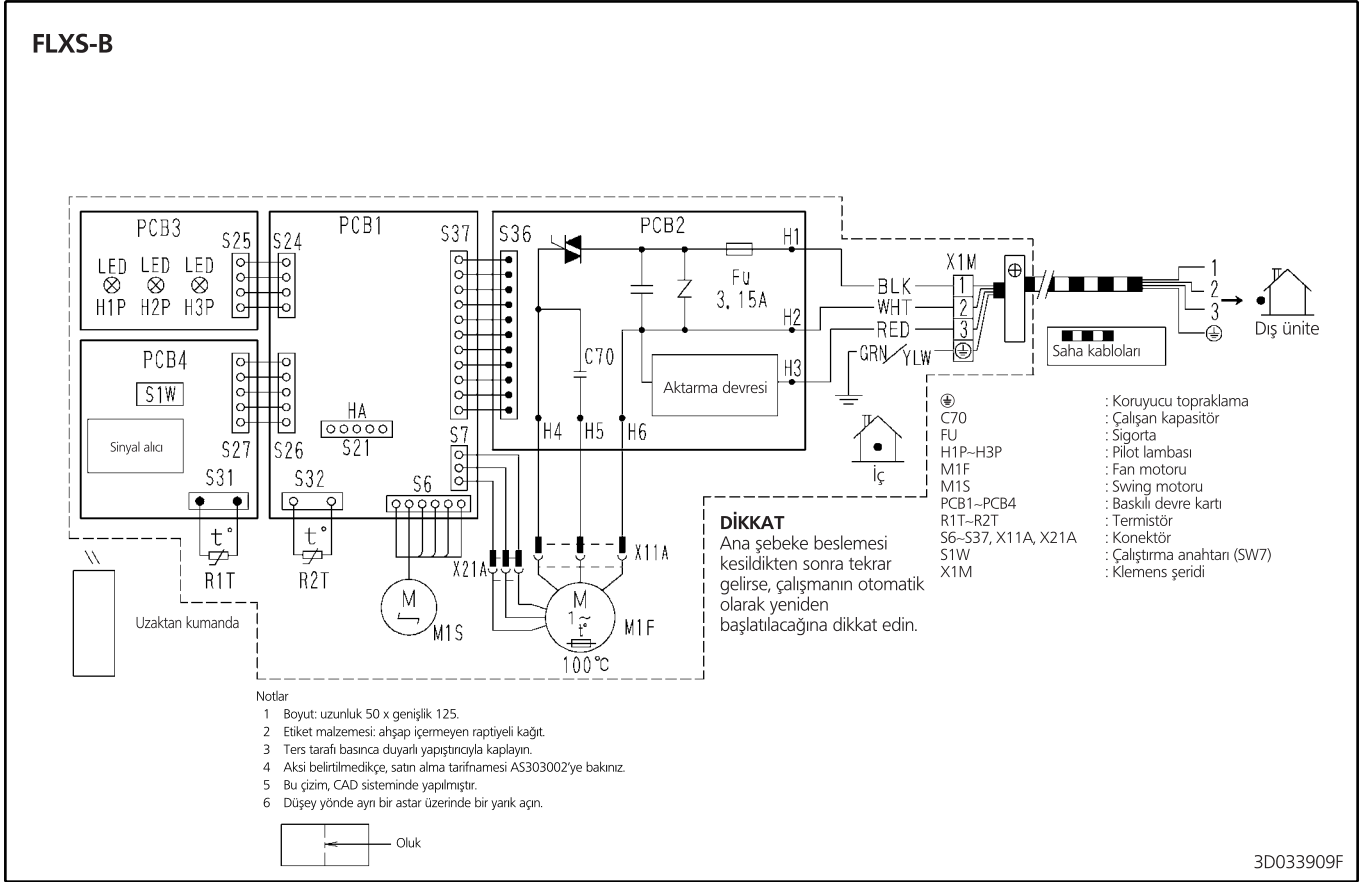 FLXS-B
PCB3
LED LED LED
H1P H2P H3P
S25
S24
PCB1
S37
S36
PCB2
H1
Fu
3.15A
H2
H3
C70
Aktarma devresi
H4
H5
H6
BLK
WHT
RED
GRN/YLW
X1M
1
2
3
1
2
3
Dış ünite
Saha kabloları
İç
PCB4
S1W
Sinyal alıcı
S27
S26
HA
S21
S7
S31
S32
S6
t°
R1T
t°
R2T
M
M1S
X21A
X11A
M
1~
t°
M1F
100°C
Uzaktan kumanda
DİKKAT
Ana şebeke beslemesi
kesildikten sonra tekrar
gelirse, çalışmanın otomatik
olarak yeniden
başlatılacağına dikkat edin.
: Koruyucu topraklama
C70 : Çalışan kapasitör
FU : Sigorta
H1P~H3P : Pilot lambası
M1F : Fan motoru
M1S : Swing motoru
PCB1~PCB4 : Baskılı devre kartı
R1T~R2T : Termistör
S6~S37, X11A, X21A : Konektör
S1W : Çalıştırma anahtarı (SW7)
X1M : Klemens şeridi
Notlar
1 Boyut: uzunluk 50 x genişlik 125.
2 Etiket malzemesi: ahşap içermeyen raptiyeli kağıt.
3 Ters tarafı basınca duyarlı yapıştırıcıyla kaplayın.
4 Aksi belirtilmedikçe, satın alma tarifnamesi AS303002'ye bakınız.
5 Bu çizim, CAD sisteminde yapılmıştır.
6 Düşey yönde ayrı bir astar üzerinde bir yarık açın.
Oluk
3D033909F